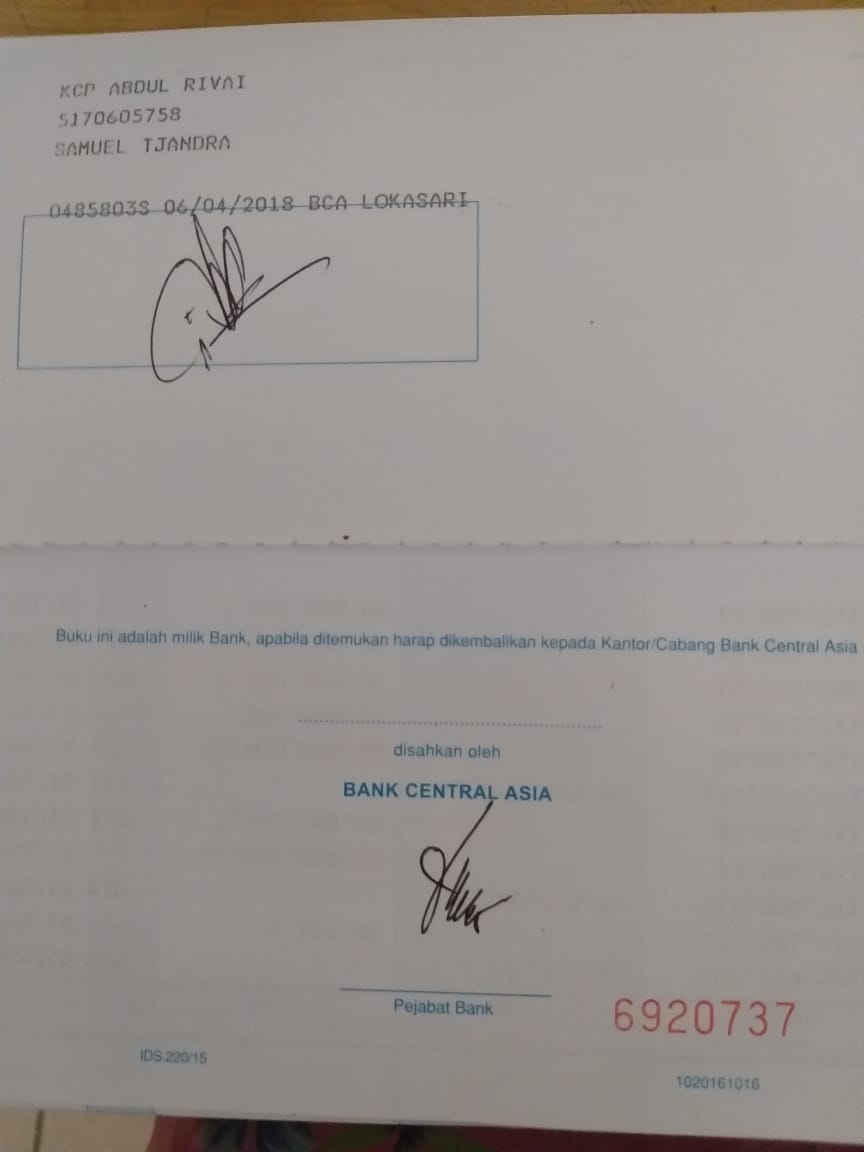 KCP ABDUL RIVAI
5170605758
SAMUEL TJANDRA
0485803S 06/04/2018 BCA LOKASARI
Buku ini adalah milik Bank, apabila ditemukan harap dikembalikan kepada Kantor/Cabang Bank Central Asia
disahkan oleh
BANK CENTRAL ASIA
Pejabat Bank
6920737
IDS.220/15
1020161016